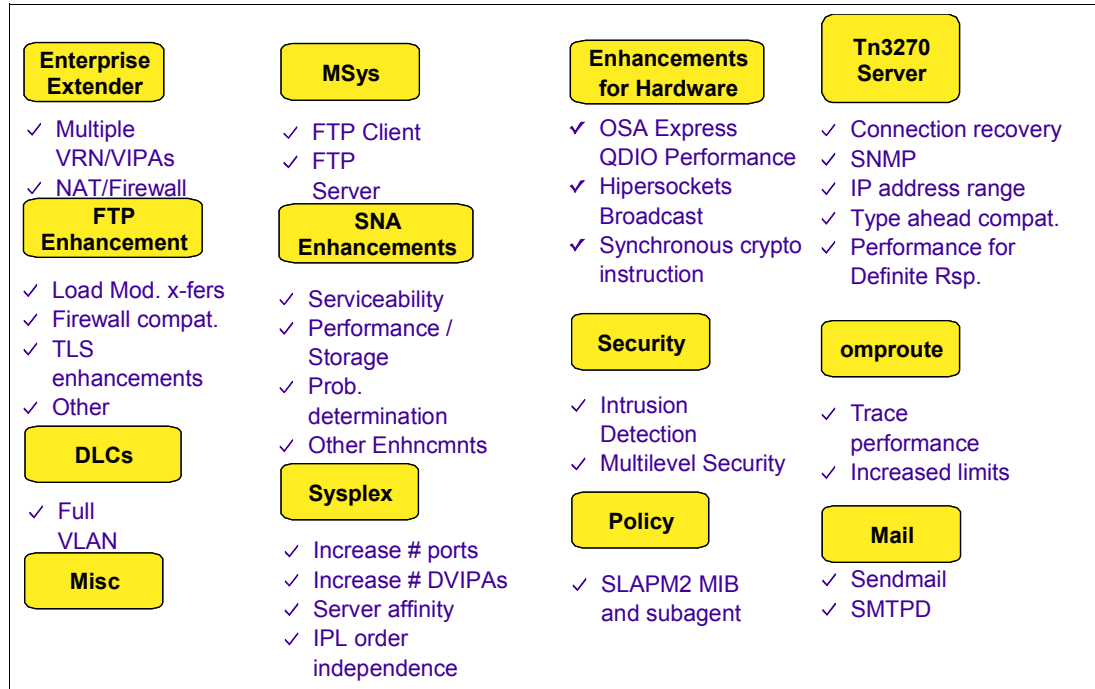 Enterprise
Extender
✓ Multiple
VRN/VIPAs
✓ NAT/Firewall
FTP
Enhancement
✓ Load Mod. x-fers
✓ Firewall compat.
✓ TLS
enhancements
✓ Other
DLCs
✓ Full
VLAN
Misc
MSys
✓ FTP Client
✓ FTP
Server
SNA
Enhancements
✓ Serviceability
✓ Performance /
Storage
✓ Prob.
determination
✓ Other Enhncmnts
Sysplex
✓ Increase # ports
✓ Increase # DVIPAs
✓ Server affinity
✓ IPL order
independence
Enhancements
for Hardware
✓ OSA Express
QDIO Performance
✓ Hipersockets
Broadcast
✓ Synchronous crypto
instruction
Security
✓ Intrusion
Detection
✓ Multilevel Security
Policy
✓ SLAPM2 MIB
and subagent
Tn3270
Server
✓ Connection recovery
✓ SNMP
✓ IP address range
✓ Type ahead compat.
✓ Performance for
Definite Rsp.
omproute
✓ Trace
performance
✓ Increased limits
Mail
✓ Sendmail
✓ SMTPD